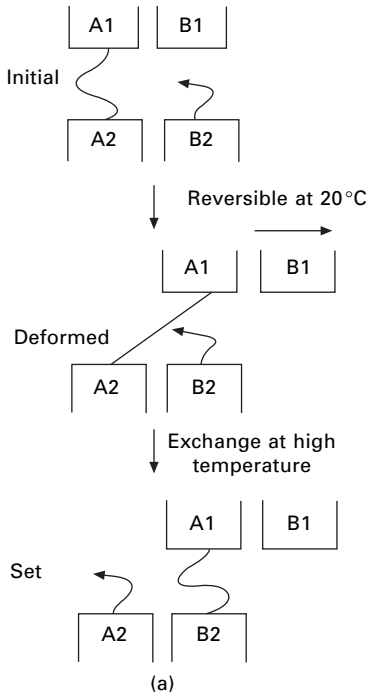 A1 B1
Initial
A2 B2
Reversible at 20°C
A1 B1
Deformed
A2 B2
Exchange at high
temperature
A1 B1
Set
A2 B2
(a)